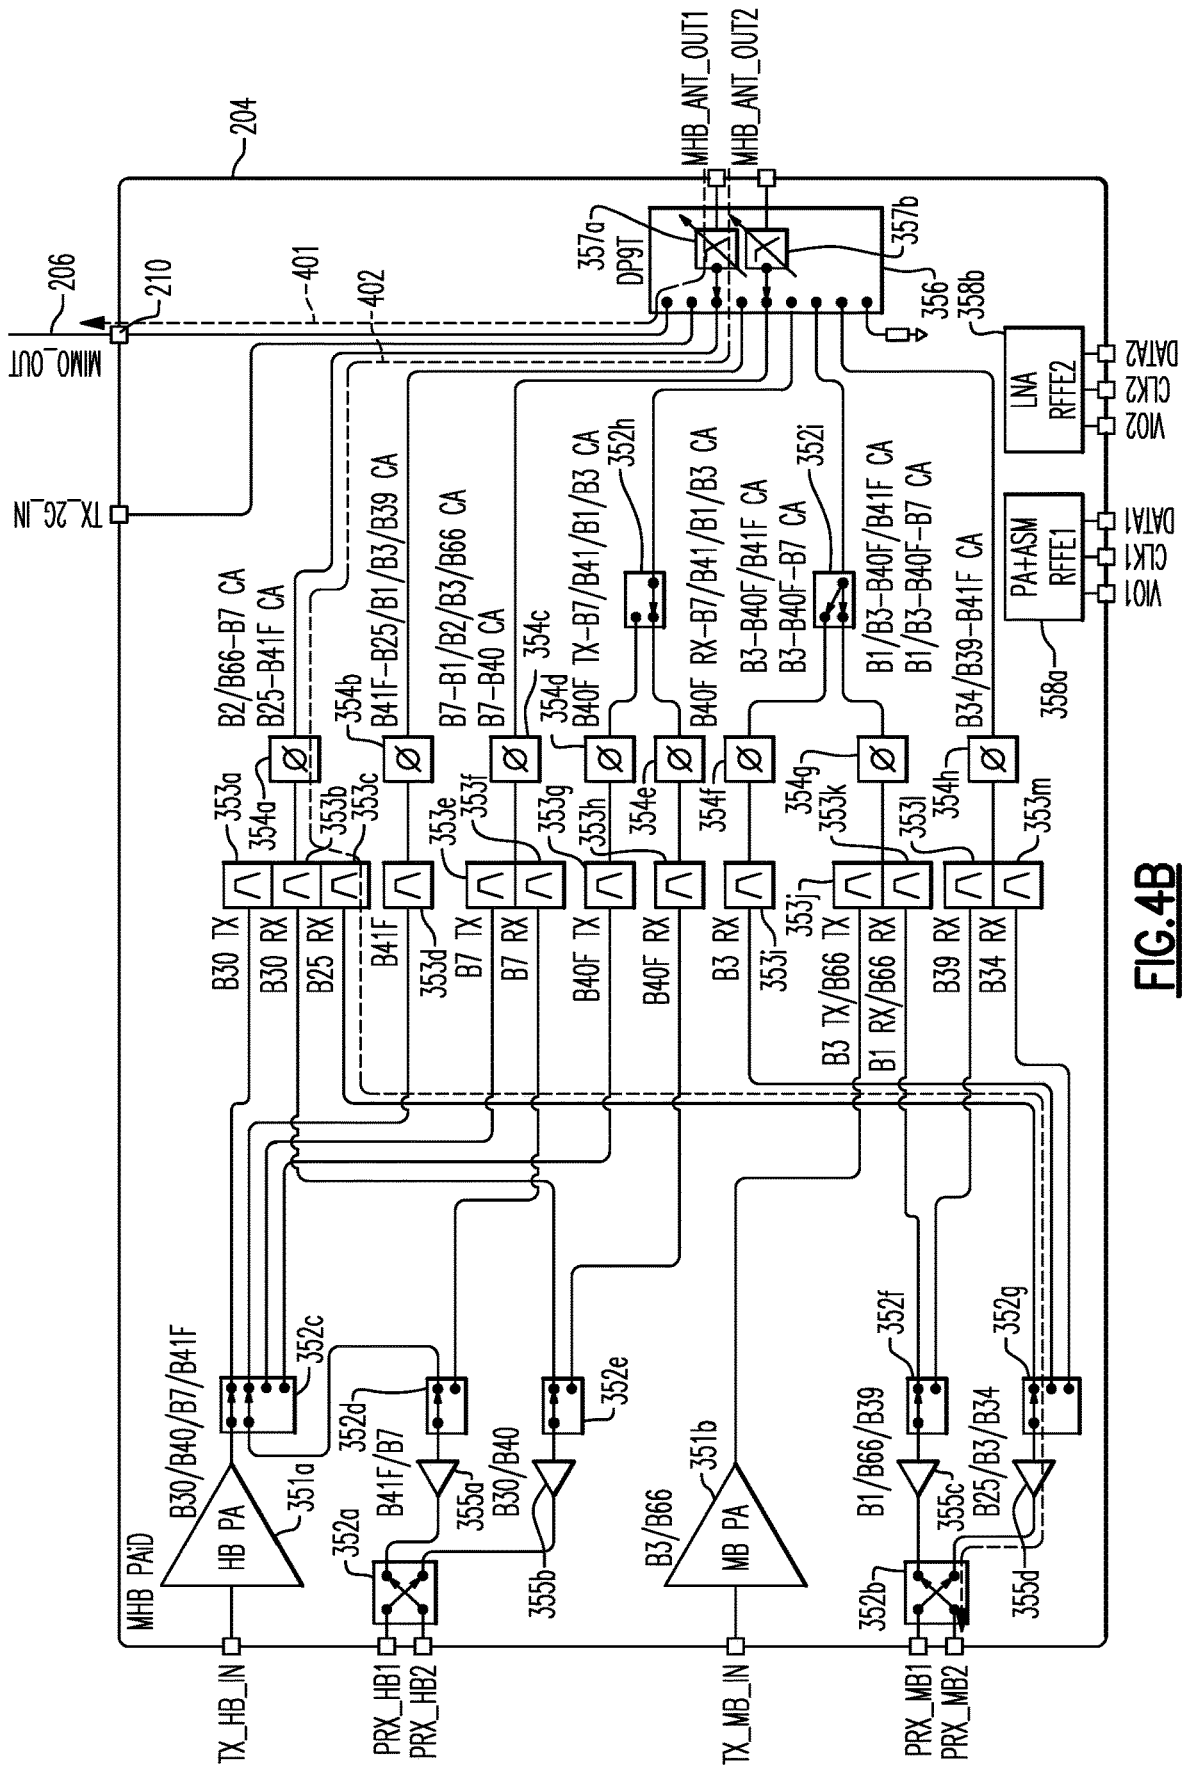 MHB PAiD
204
206
210
401
402
MIMO_OUT
TX_2G_IN
TX_HB_IN
PRX_HB1
PRX_HB2
TX_MB_IN
PRX_MB1
PRX_MB2
B30/B40/B7/B41F
HB PA
351a
352c
352a
352d
B41F/B7
355a
B30/B40
355b
352e
B3/B66
MB PA
351b
352b
352f
B1/B66/B39
355c
B25/B3/B34
355d
352g
B30 TX
B30 RX
B25 RX
B41F
B7 TX
B7 RX
B40F TX
B40F RX
B3 RX
B3 TX/B66 TX
B1 RX/B66 RX
B39 RX
B34 RX
353a
353b
353c
353d
353e
353f
353g
353h
353i
353j
353k
353l
353m
354a
354b
354c
354d
354e
354f
354g
354h
B2/B66-B7 CA
B25-B41F CA
B41F-B25/B1/B3/B39 CA
B7-B1/B2/B3/B66 CA
B7-B40 CA
B40F TX-B7/B41/B1/B3 CA
352h
B40F RX-B7/B41/B1/B3 CA
B3-B40F/B41F CA
B3-B40F-B7 CA
352i
B1/B3-B40F/B41F CA
B1/B3-B40F-B7 CA
B34/B39-B41F CA
357a
DP9T
357b
356
MHB_ANT_OUT1
MHB_ANT_OUT2
PA+ASM
RFFE1
358a
VIO1
CLK1
DATA1
LNA
RFFE2
358b
VIO2
CLK2
DATA2
FIG.4B